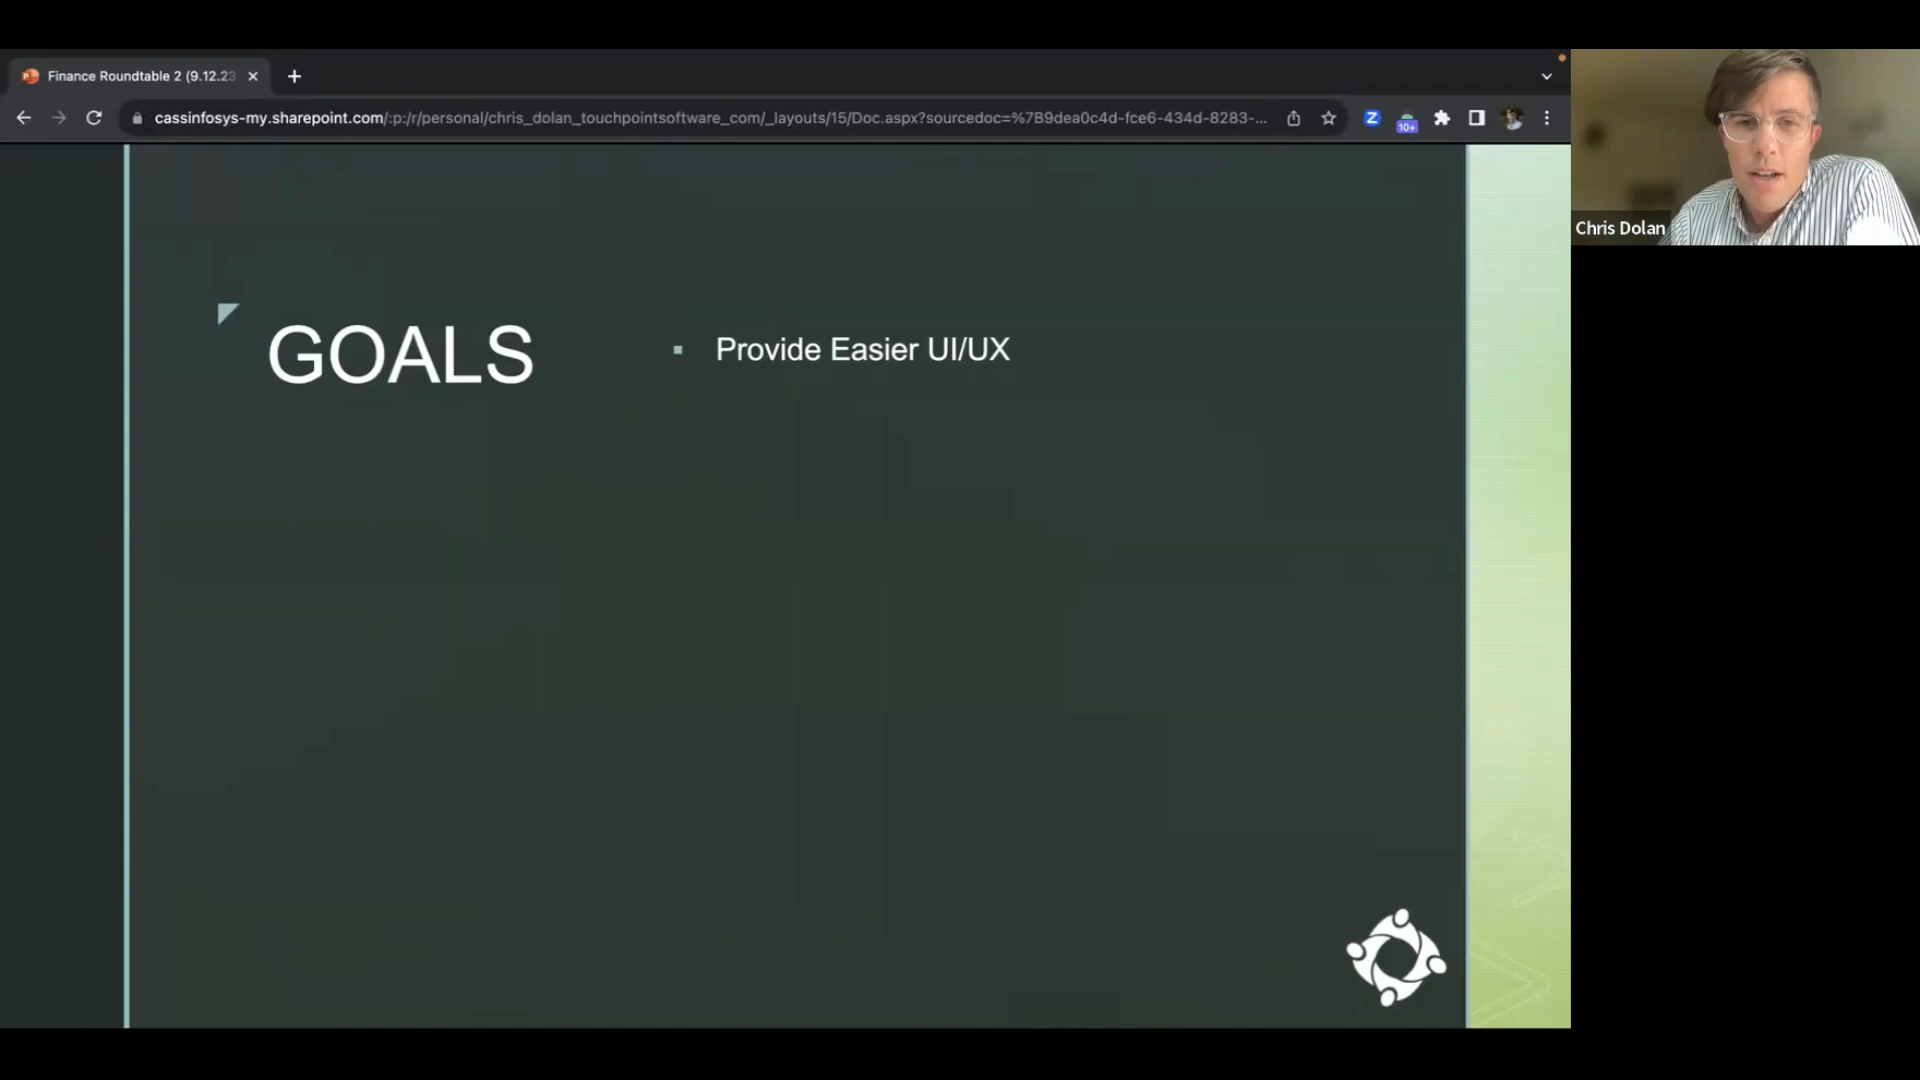 Finance Roundtable 2 (9.12.23
cassinfosys-my.sharepoint.com/:p:/r/personal/chris_dolan_touchpointsoftware_com/_layouts/15/Doc.aspx?sourcedoc=%7B9dea0c4d-fce6-434d-8283-...
Z
10+
Chris Dolan
GOALS
Provide Easier UI/UX